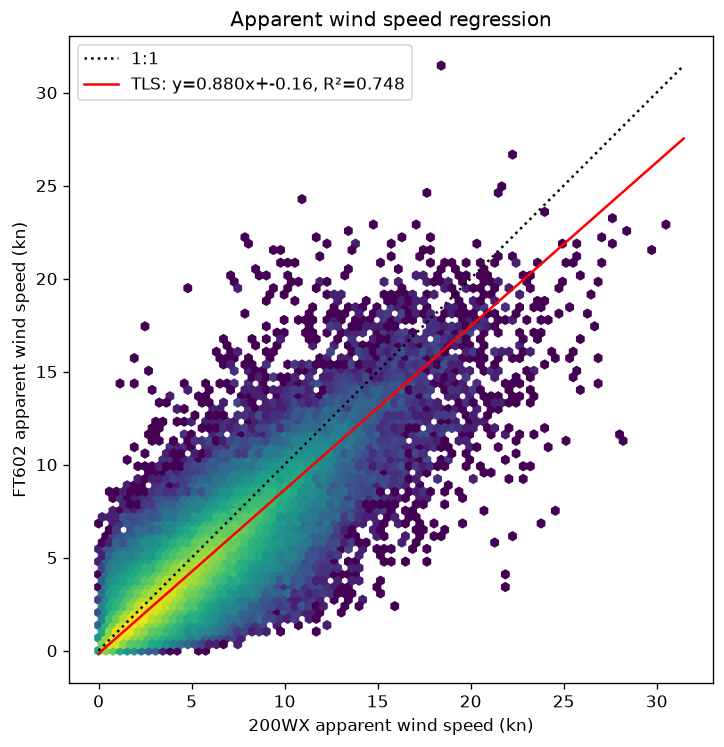 Apparent wind speed regression
1:1
TLS: y=0.880x+-0.16, R²=0.748
FT602 apparent wind speed (kn)
30
25
20
15
10
5
0
0 5 10 15 20 25 30
200WX apparent wind speed (kn)